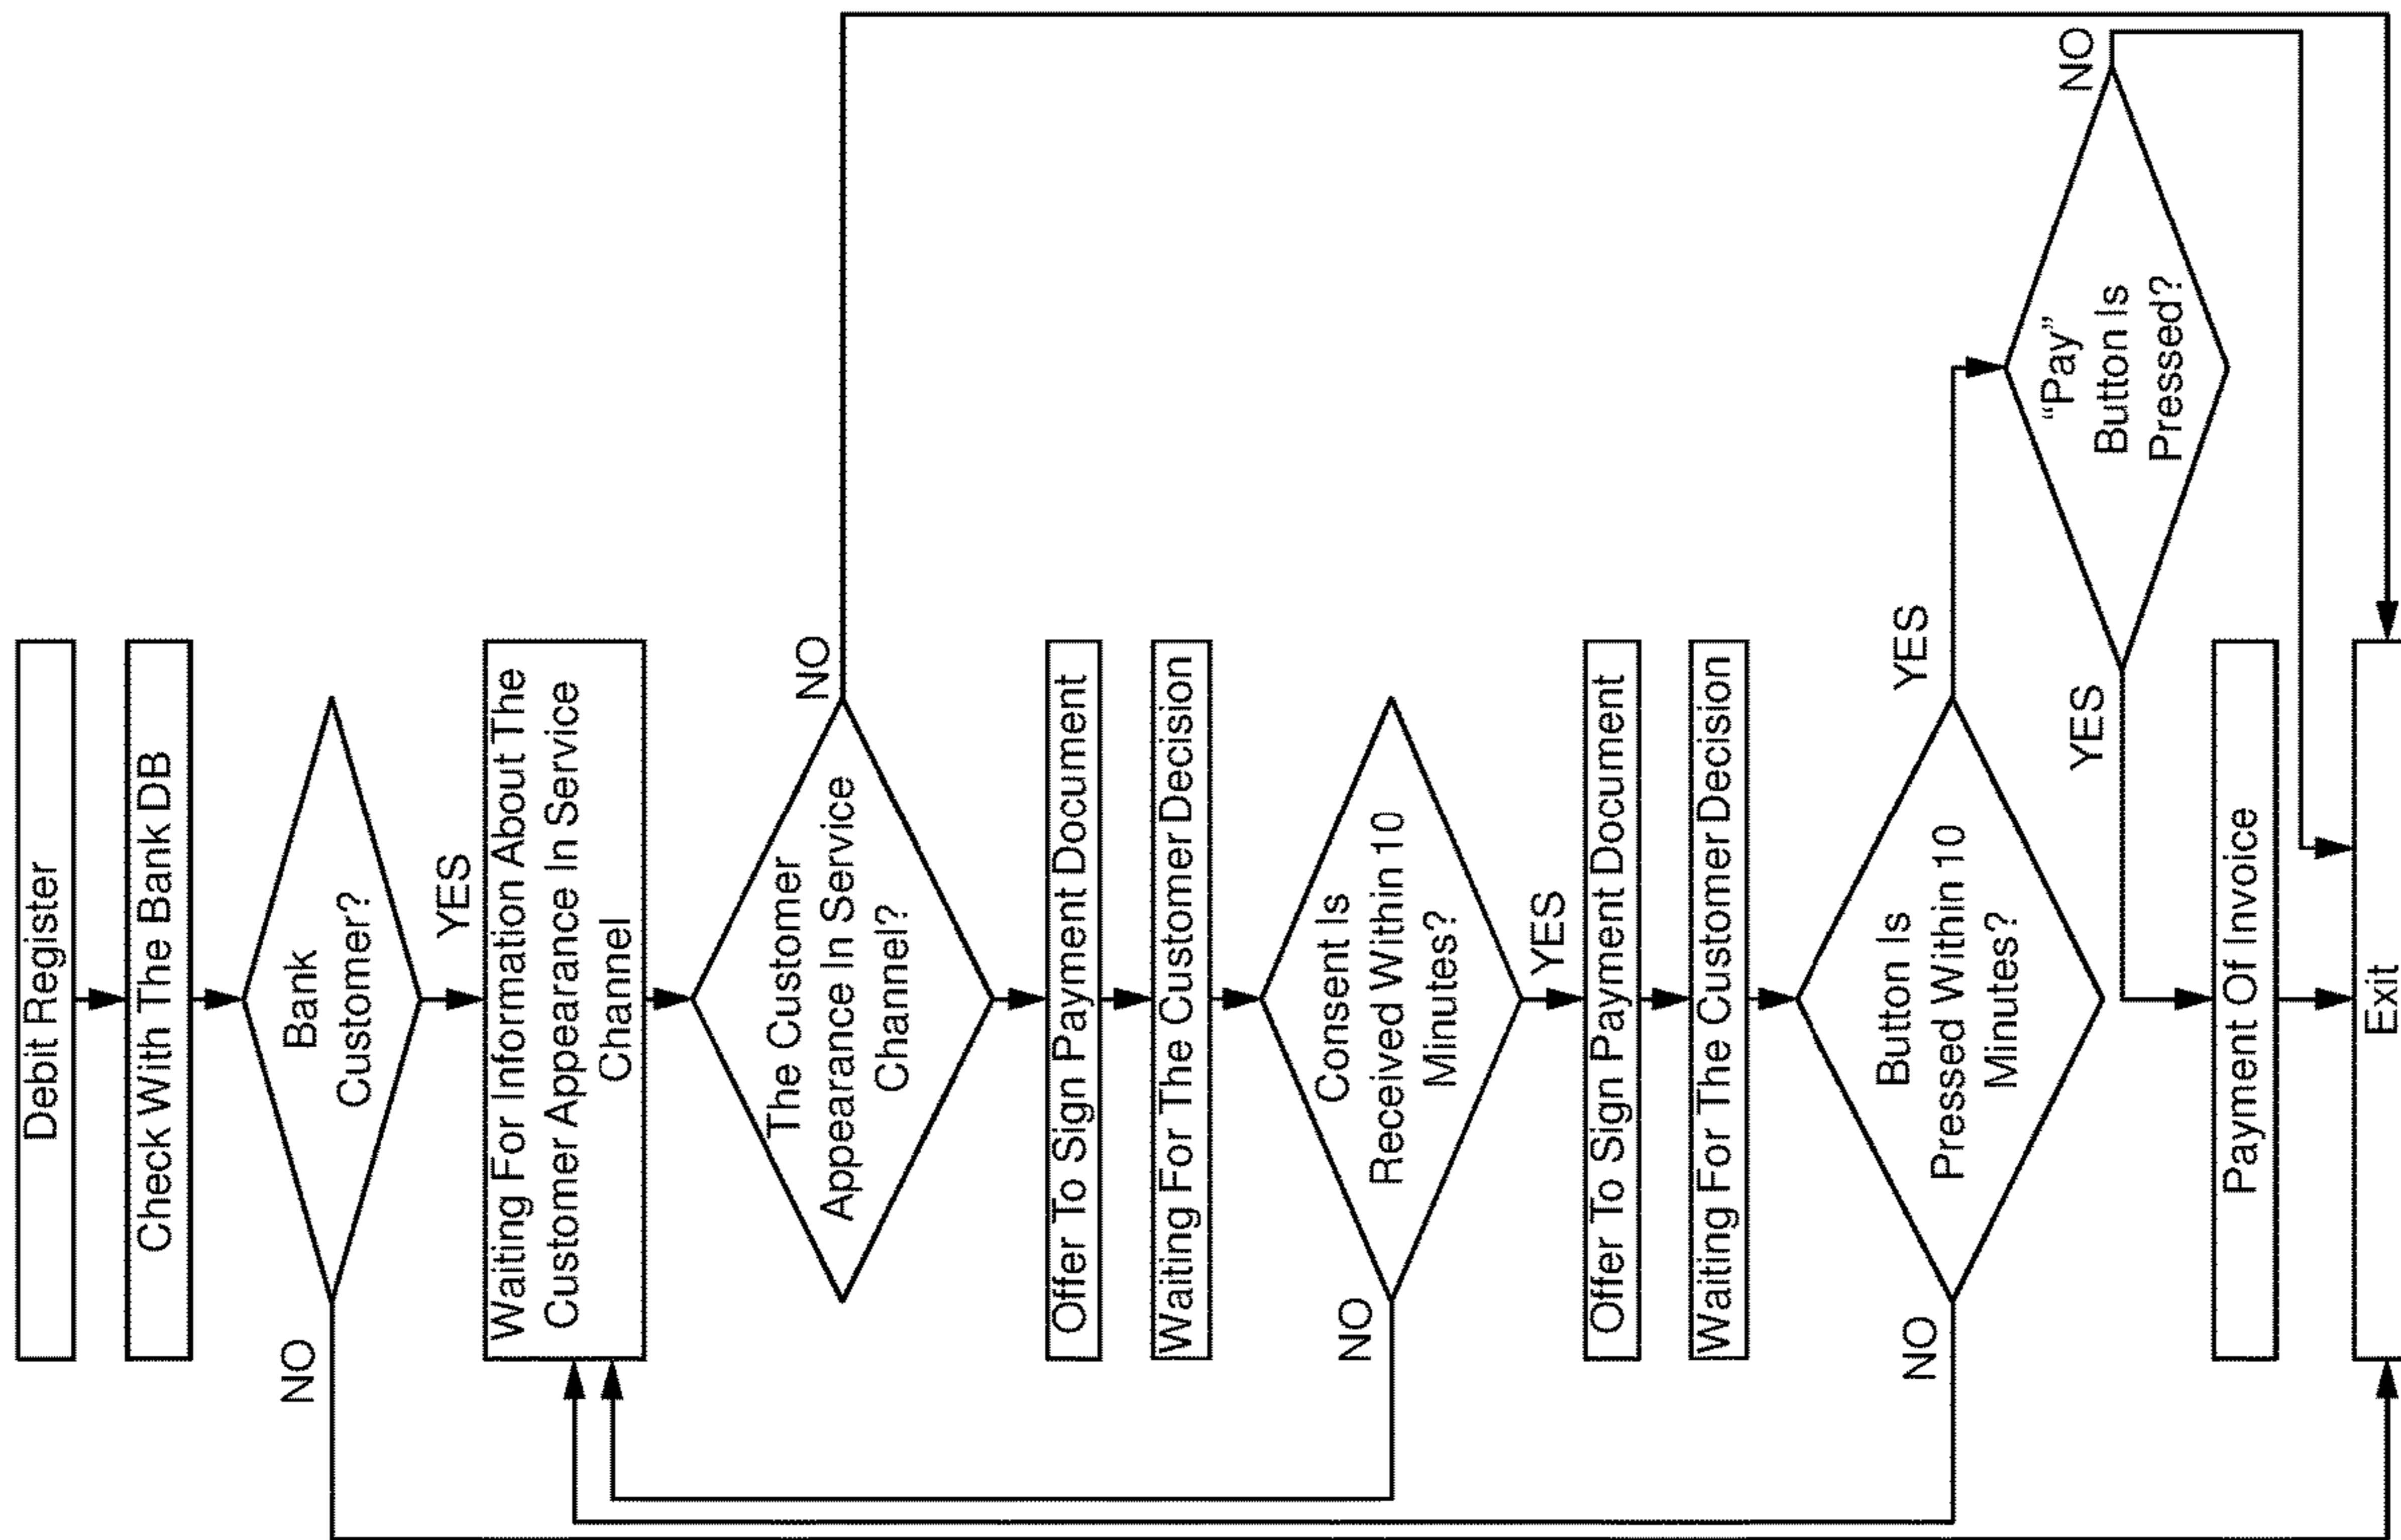 Debit Register
Check With The Bank DB
Bank
Customer?
NO
YES
Waiting For Information About The
Customer Appearance In Service
Channel
The Customer
Appearance In Service
Channel?
NO
Offer To Sign Payment Document
Waiting For The Customer Decision
Consent Is
Received Within 10
Minutes?
NO
YES
Offer To Sign Payment Document
Waiting For The Customer Decision
Button Is
Pressed Within 10
Minutes?
NO
YES
“Pay”
Button Is
Pressed?
NO
YES
Payment Of Invoice
Exit